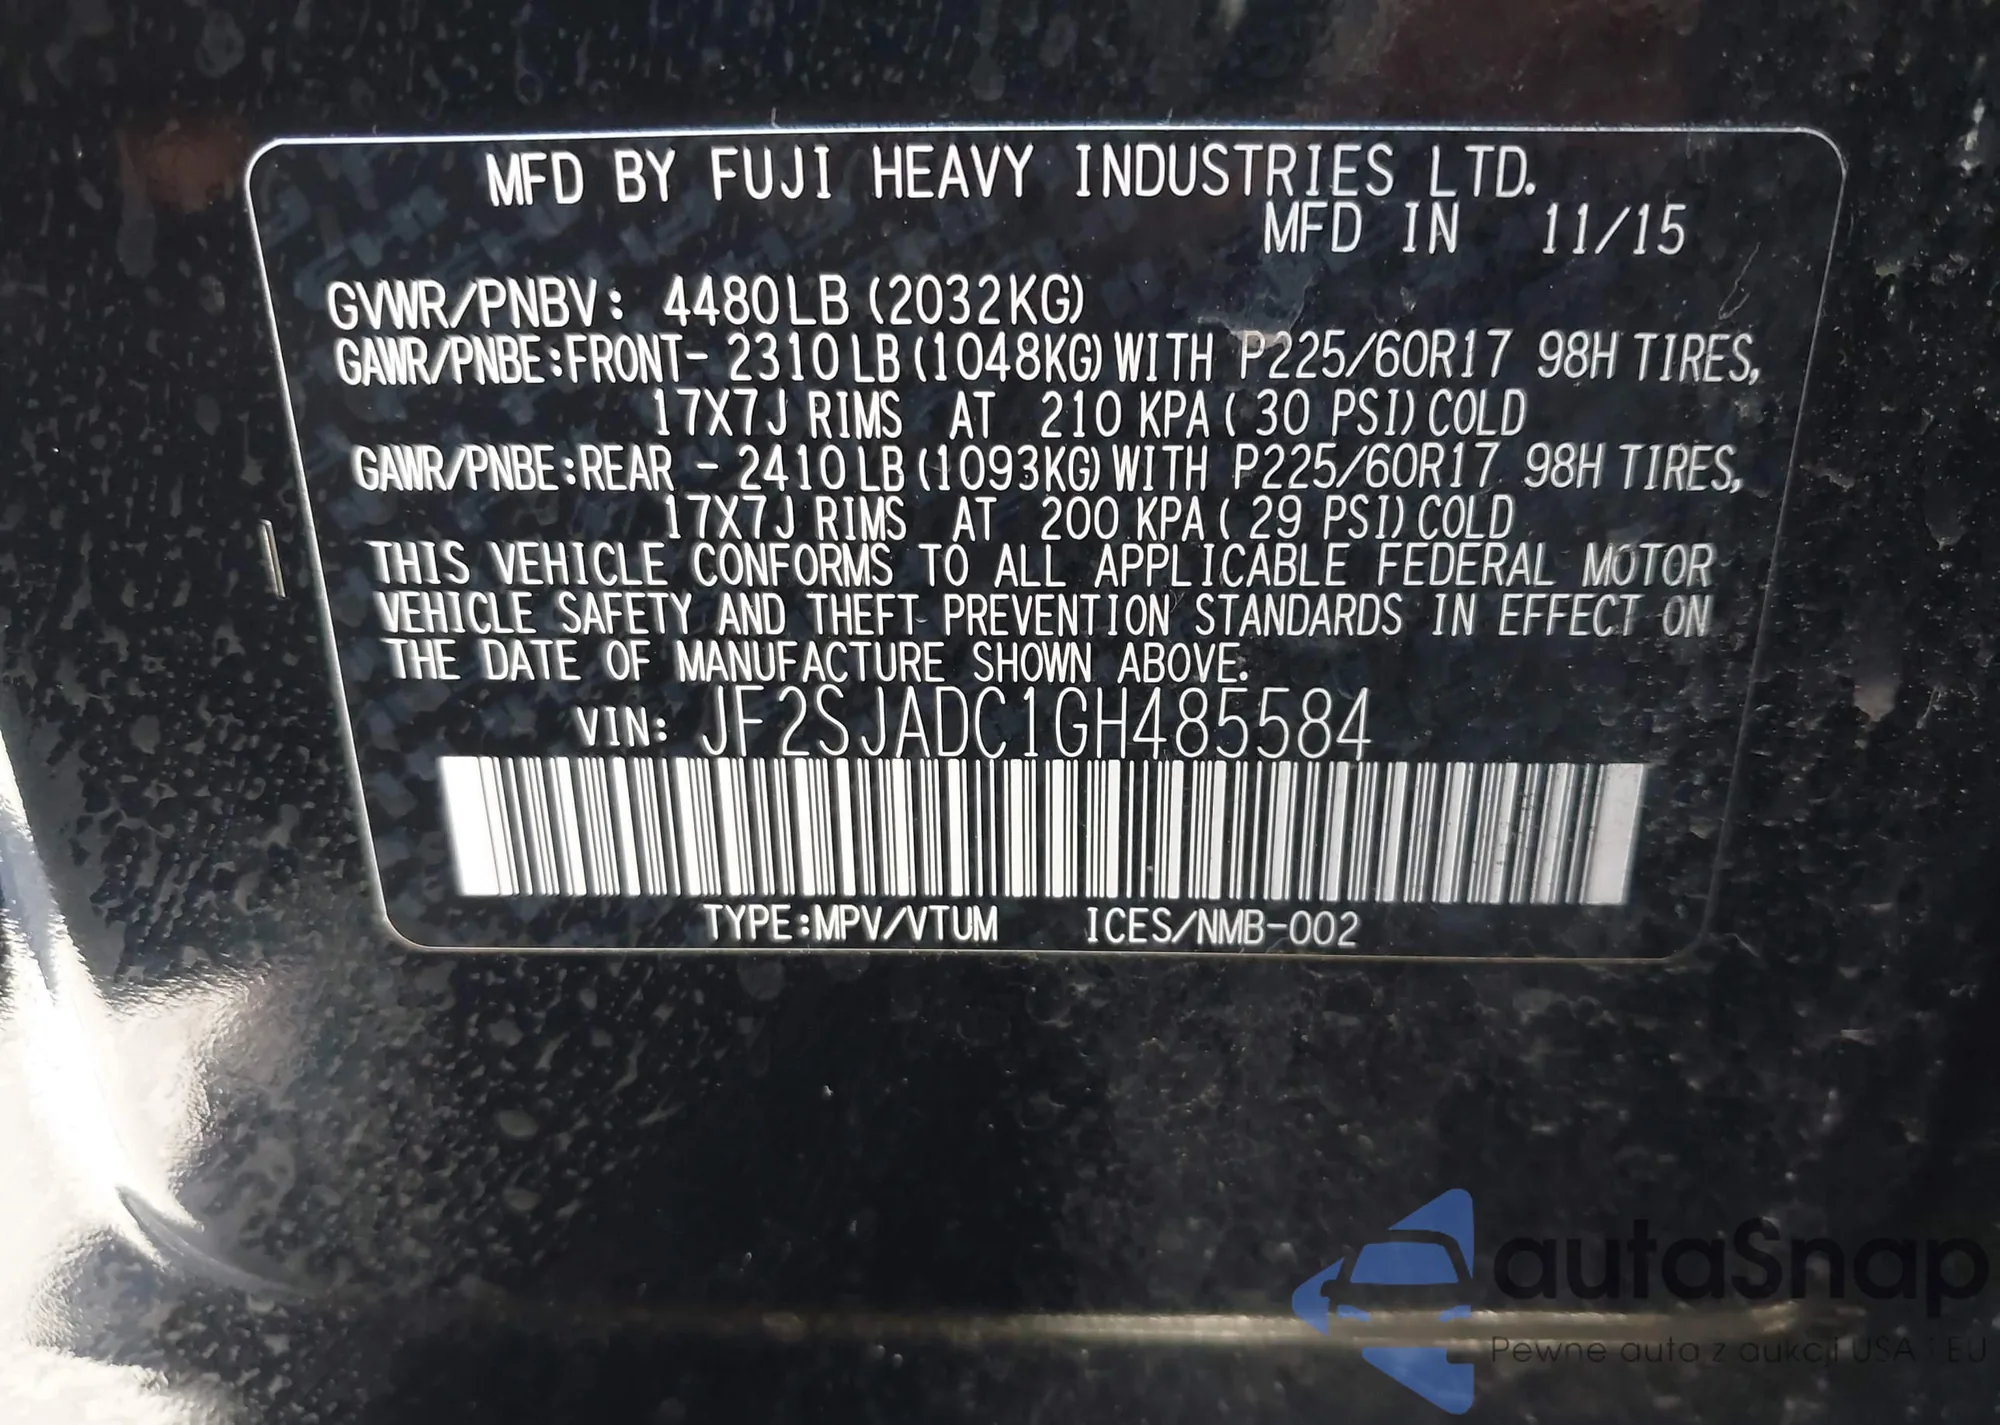 MFD BY FUJI HEAVY INDUSTRIES LTD.
MFD IN 11/15
GVWR/PNBV: 4480LB (2032KG)
GAWR/PNBE:FRONT- 2310LB (1048KG) WITH P225/60R17 98H TIRES,
17X7J RIMS AT 210 KPA ( 30 PSI) COLD
GAWR/PNBE:REAR - 2410LB (1093KG) WITH P225/60R17 98H TIRES,
17X7J RIMS AT 200 KPA ( 29 PSI) COLD
THIS VEHICLE CONFORMS TO ALL APPLICABLE FEDERAL MOTOR
VEHICLE SAFETY AND THEFT PREVENTION STANDARDS IN EFFECT ON
THE DATE OF MANUFACTURE SHOWN ABOVE.
VIN: JF2SJADC1GH485584
TYPE:MPV/VTUM ICES/NMB-002
autaSnap
Pewne auta z aukcji USA i EU